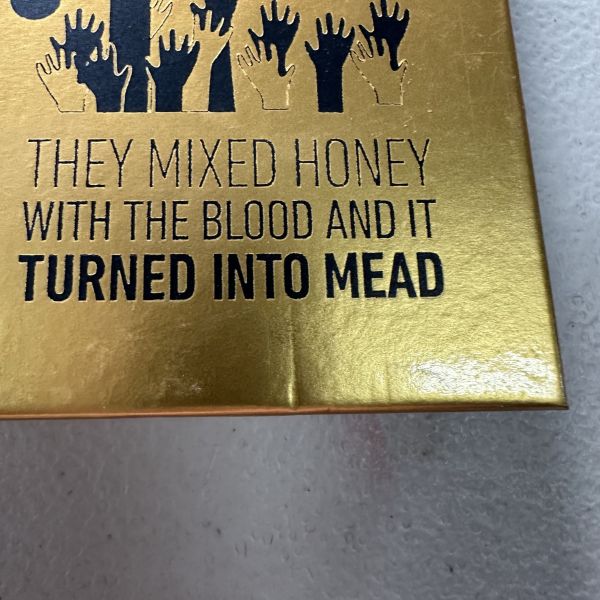 THEY MIXED HONEY
WITH THE BLOOD AND IT
TURNED INTO MEAD